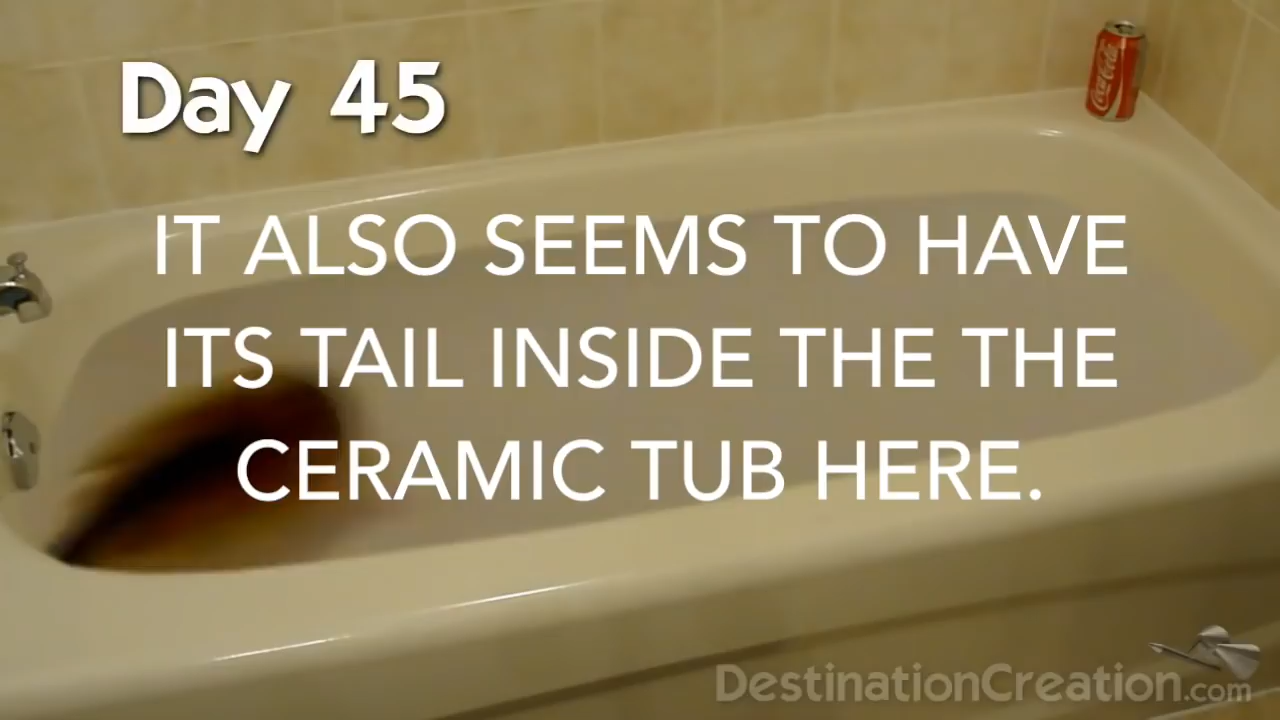 Day 45
Coca-Cola
IT ALSO SEEMS TO HAVE
ITS TAIL INSIDE THE THE
CERAMIC TUB HERE.
DestinationCreation.com